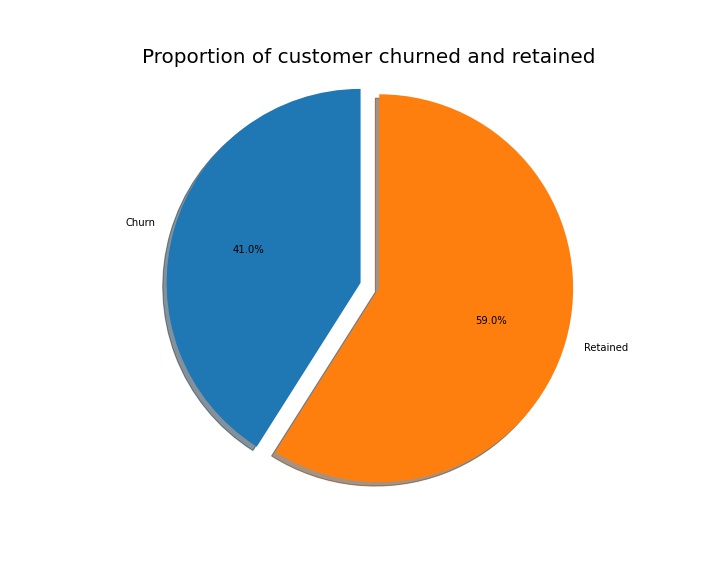 Proportion of customer churned and retained
Churn
41.0%
59.0%
Retained